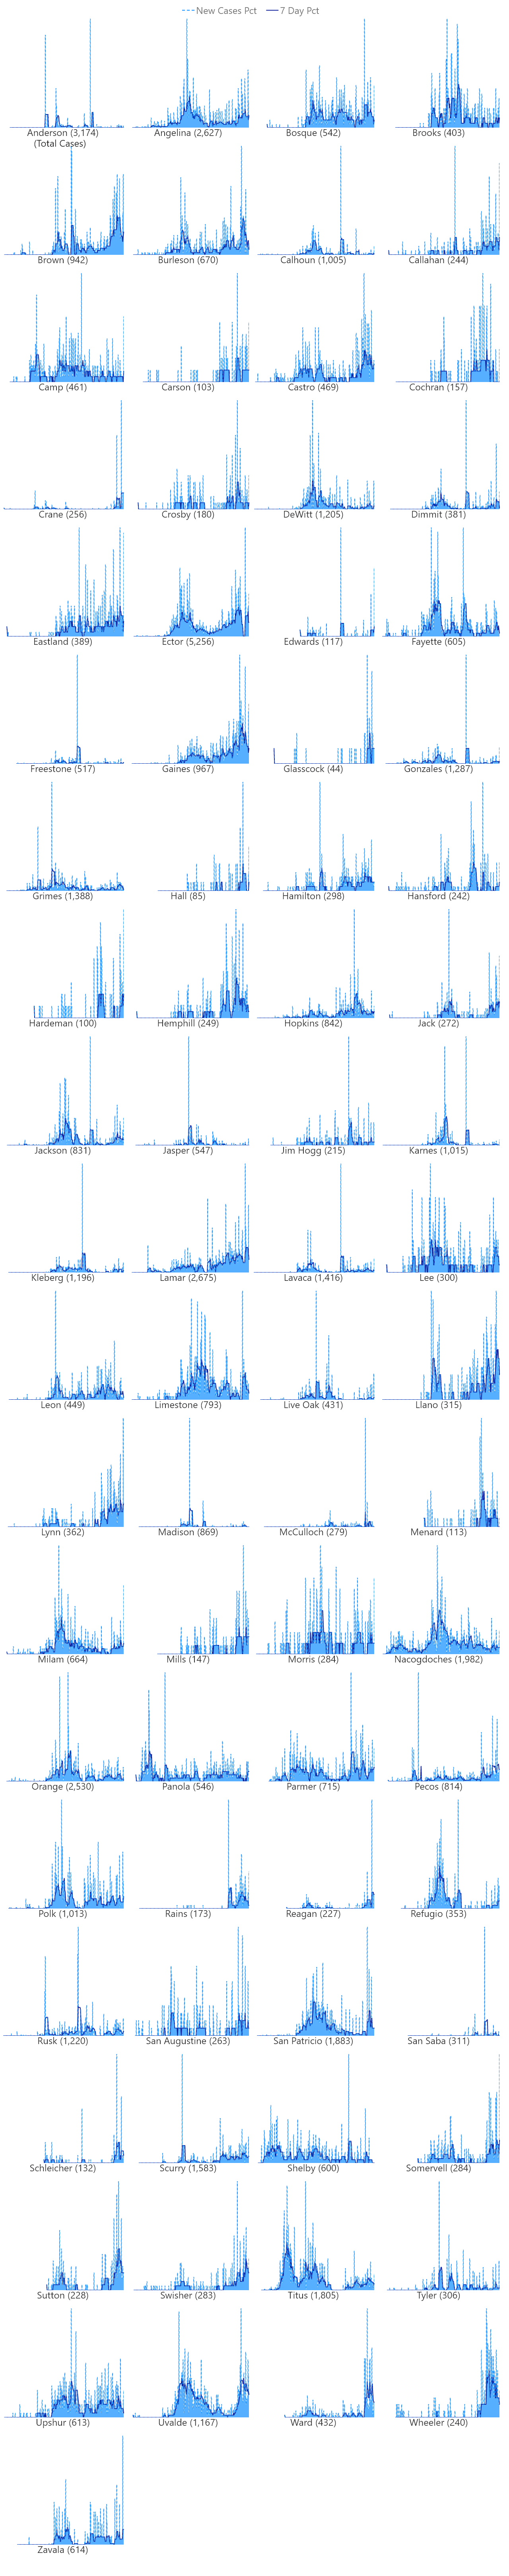 New Cases Pct 7 Day Pct
Anderson (3,174) Angelina (2,627) Bosque (542) Brooks (403)
(Total Cases)
Brown (942) Burleson (670) Calhoun (1,005) Callahan (244)
Camp (461) Carson (103) Castro (469) Cochran (157)
Crane (256) Crosby (180) DeWitt (1,205) Dimmit (381)
Eastland (389) Ector (5,256) Edwards (117) Fayette (605)
Freestone (517) Gaines (967) Glasscock (44) Gonzales (1,287)
Grimes (1,388) Hall (85) Hamilton (298) Hansford (242)
Hardeman (100) Hemphill (249) Hopkins (842) Jack (272)
Jackson (831) Jasper (547) Jim Hogg (215) Karnes (1,015)
Kleberg (1,196) Lamar (2,675) Lavaca (1,416) Lee (300)
Leon (449) Limestone (793) Live Oak (431) Llano (315)
Lynn (362) Madison (869) McCulloch (279) Menard (113)
Milam (664) Mills (147) Morris (284) Nacogdoches (1,982)
Orange (2,530) Panola (546) Parmer (715) Pecos (814)
Polk (1,013) Rains (173) Reagan (227) Refugio (353)
Rusk (1,220) San Augustine (263) San Patricio (1,883) San Saba (311)
Schleicher (132) Scurry (1,583) Shelby (600) Somervell (284)
Sutton (228) Swisher (283) Titus (1,805) Tyler (306)
Upshur (613) Uvalde (1,167) Ward (432) Wheeler (240)
Zavala (614)